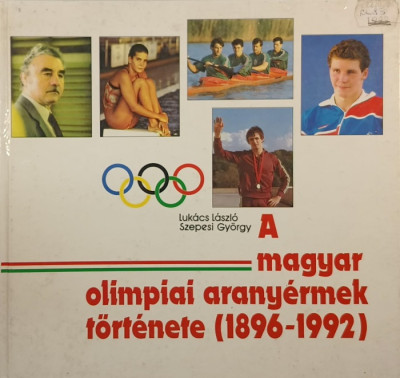 Lukács László
Szepesi György
A
magyar
olimpiai aranyérmek
története (1896-1992)